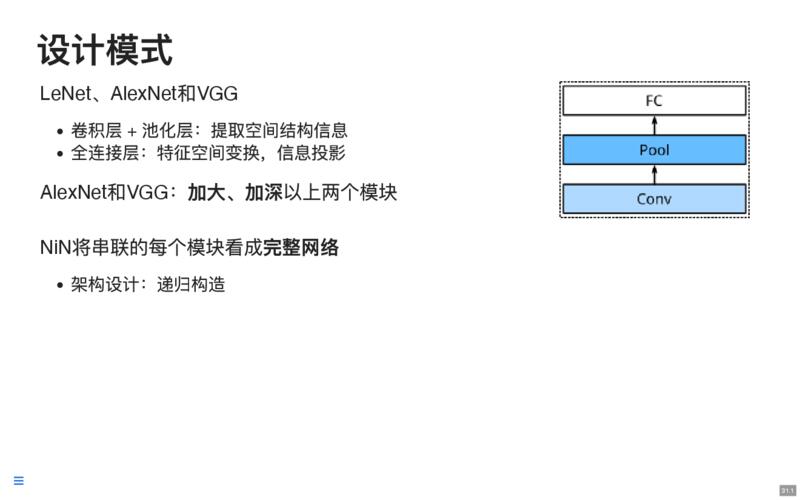 设计模式
LeNet、AlexNet和VGG
卷积层 + 池化层：提取空间结构信息
全连接层：特征空间变换，信息投影
AlexNet和VGG：加大、加深以上两个模块
NiN将串联的每个模块看成完整网络
架构设计：递归构造
FC
Pool
Conv
31.1